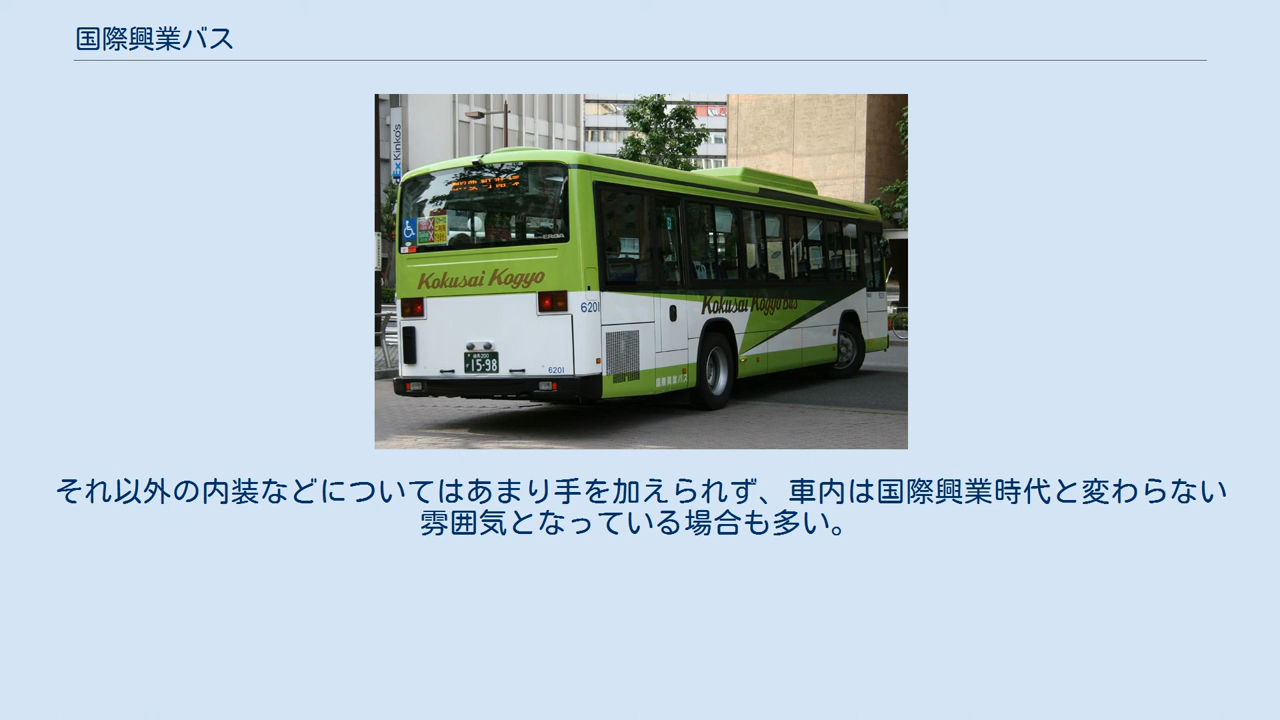 国際興業バス
Kinko's
Kokusai Kogyo
6201
Kokusai Kogyo Bus
1598
6201
国際興業バス
それ以外の内装などについてはあまり手を加えられず、車内は国際興業時代と変わらない
雰囲気となっている場合も多い。